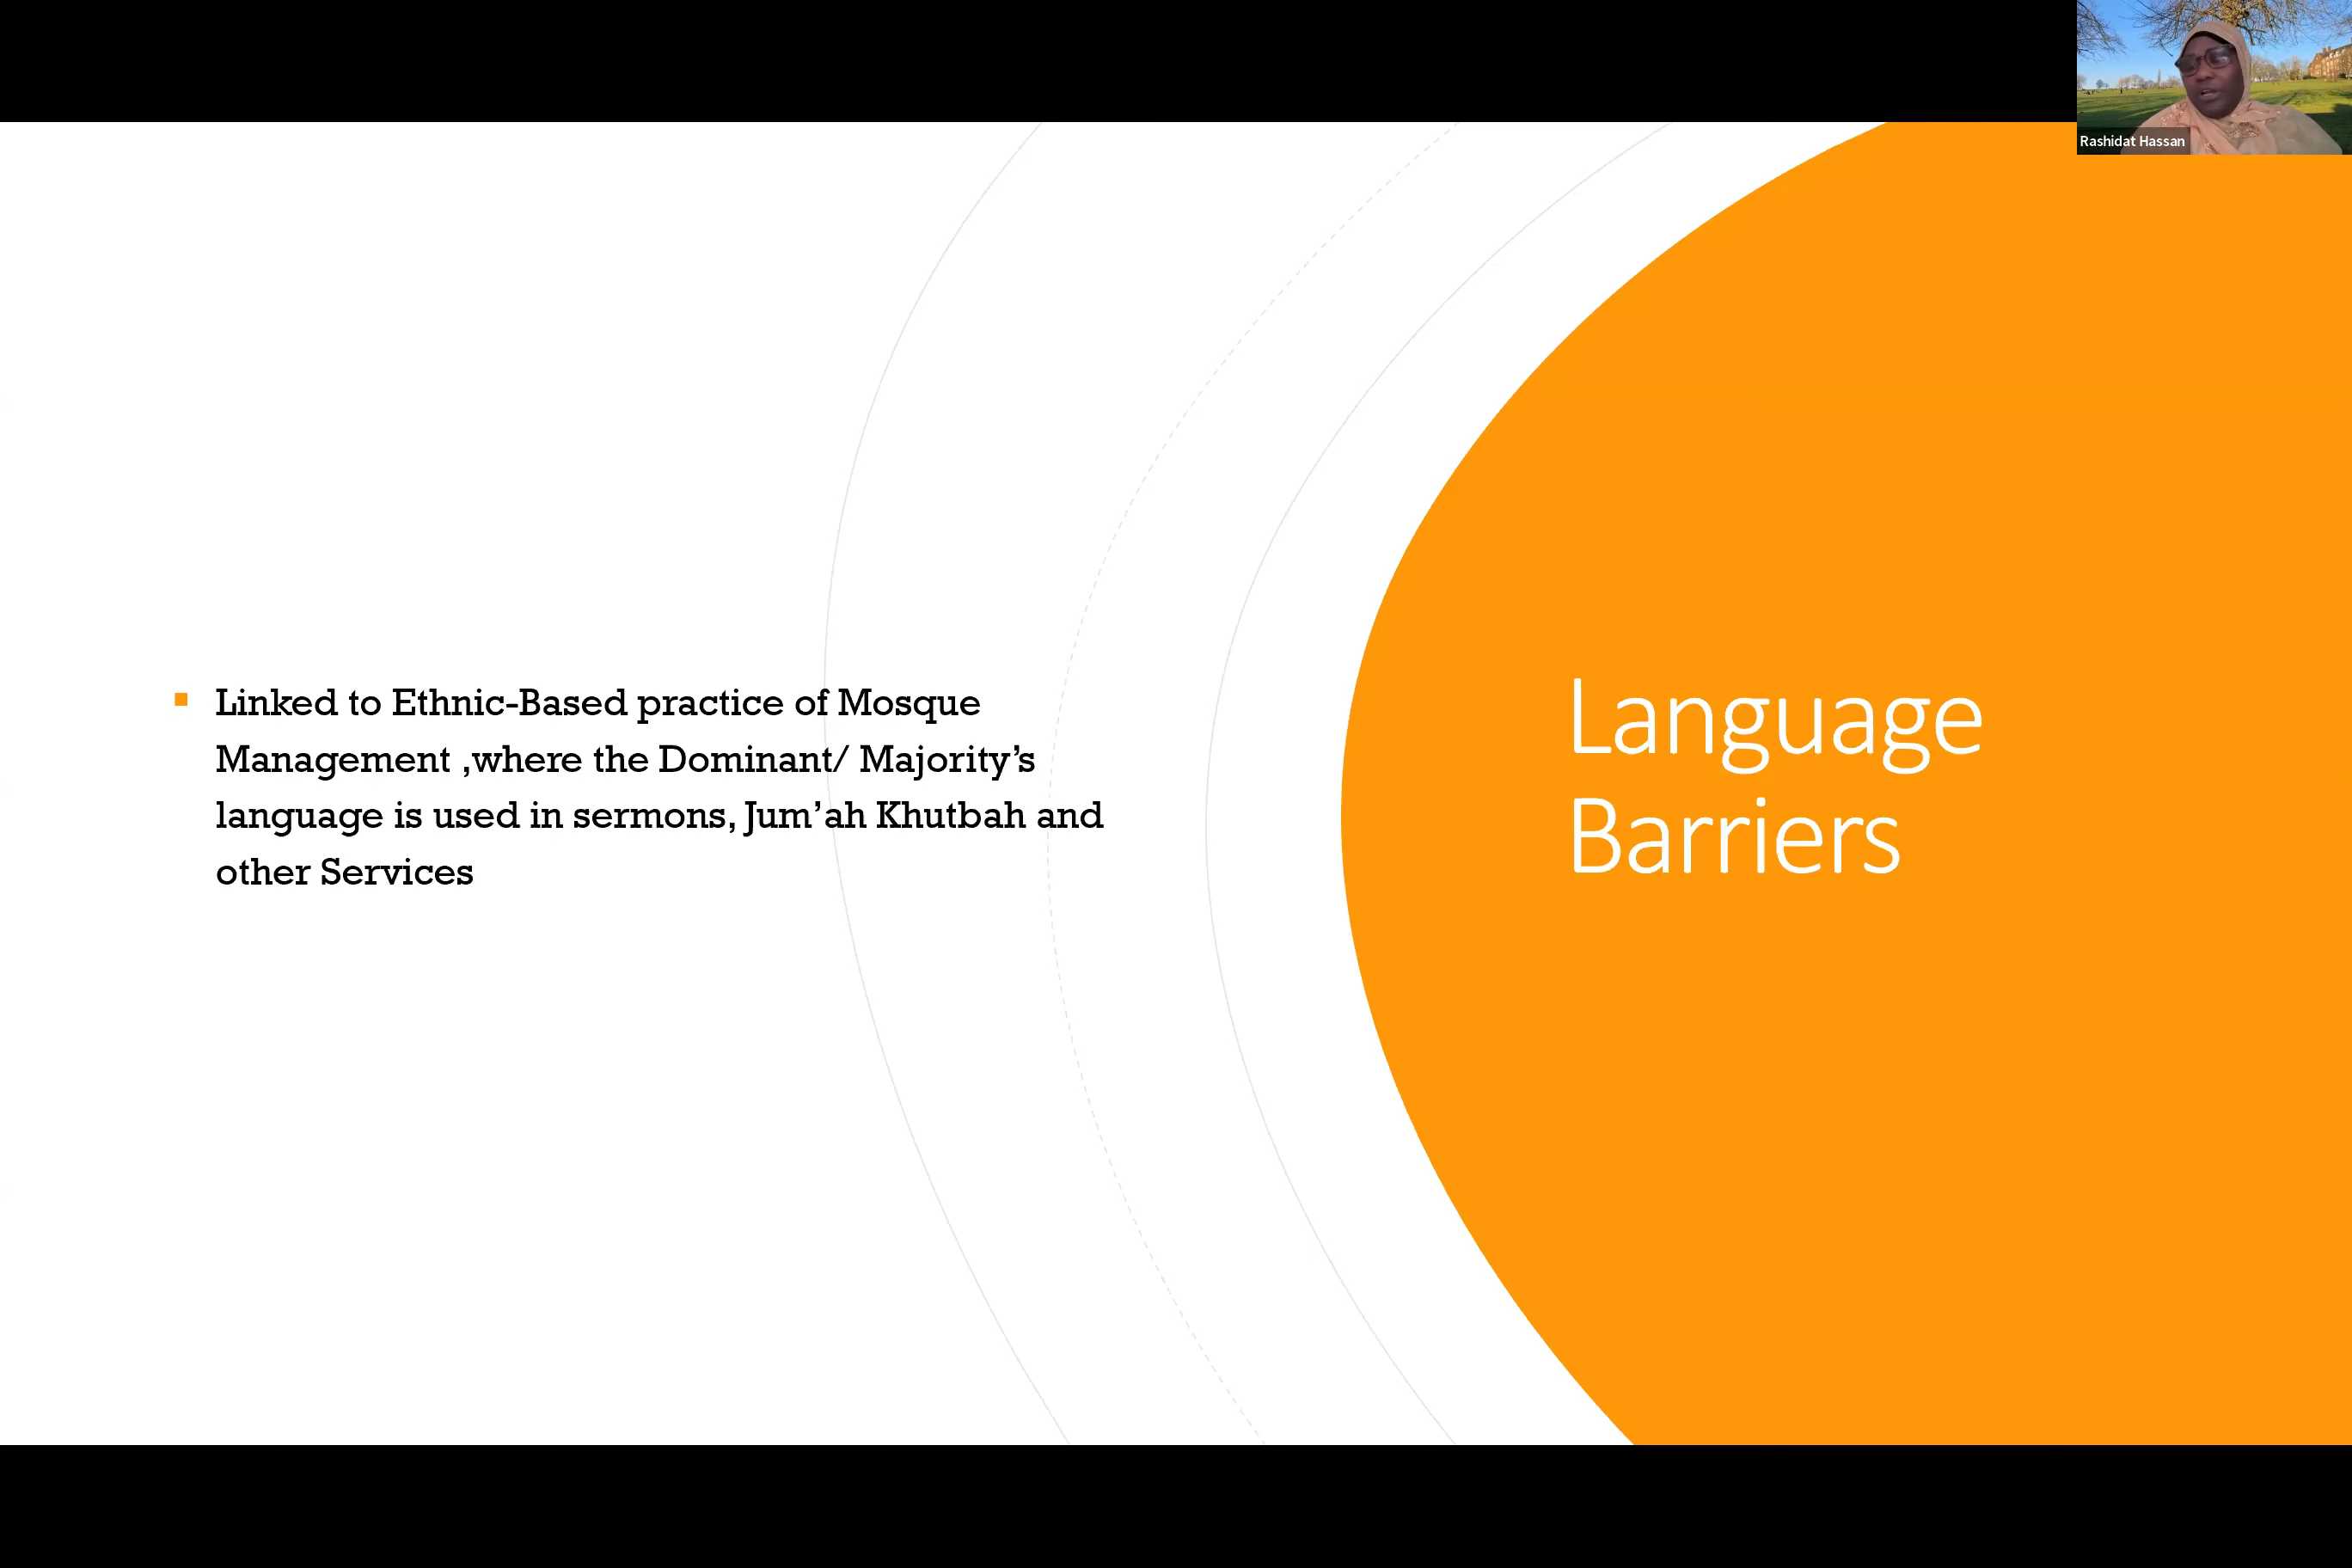 Rashidat Hassan
Linked to Ethnic-Based practice of Mosque
Management ,where the Dominant/ Majority’s
language is used in sermons, Jum’ah Khutbah and
other Services
Language
Barriers